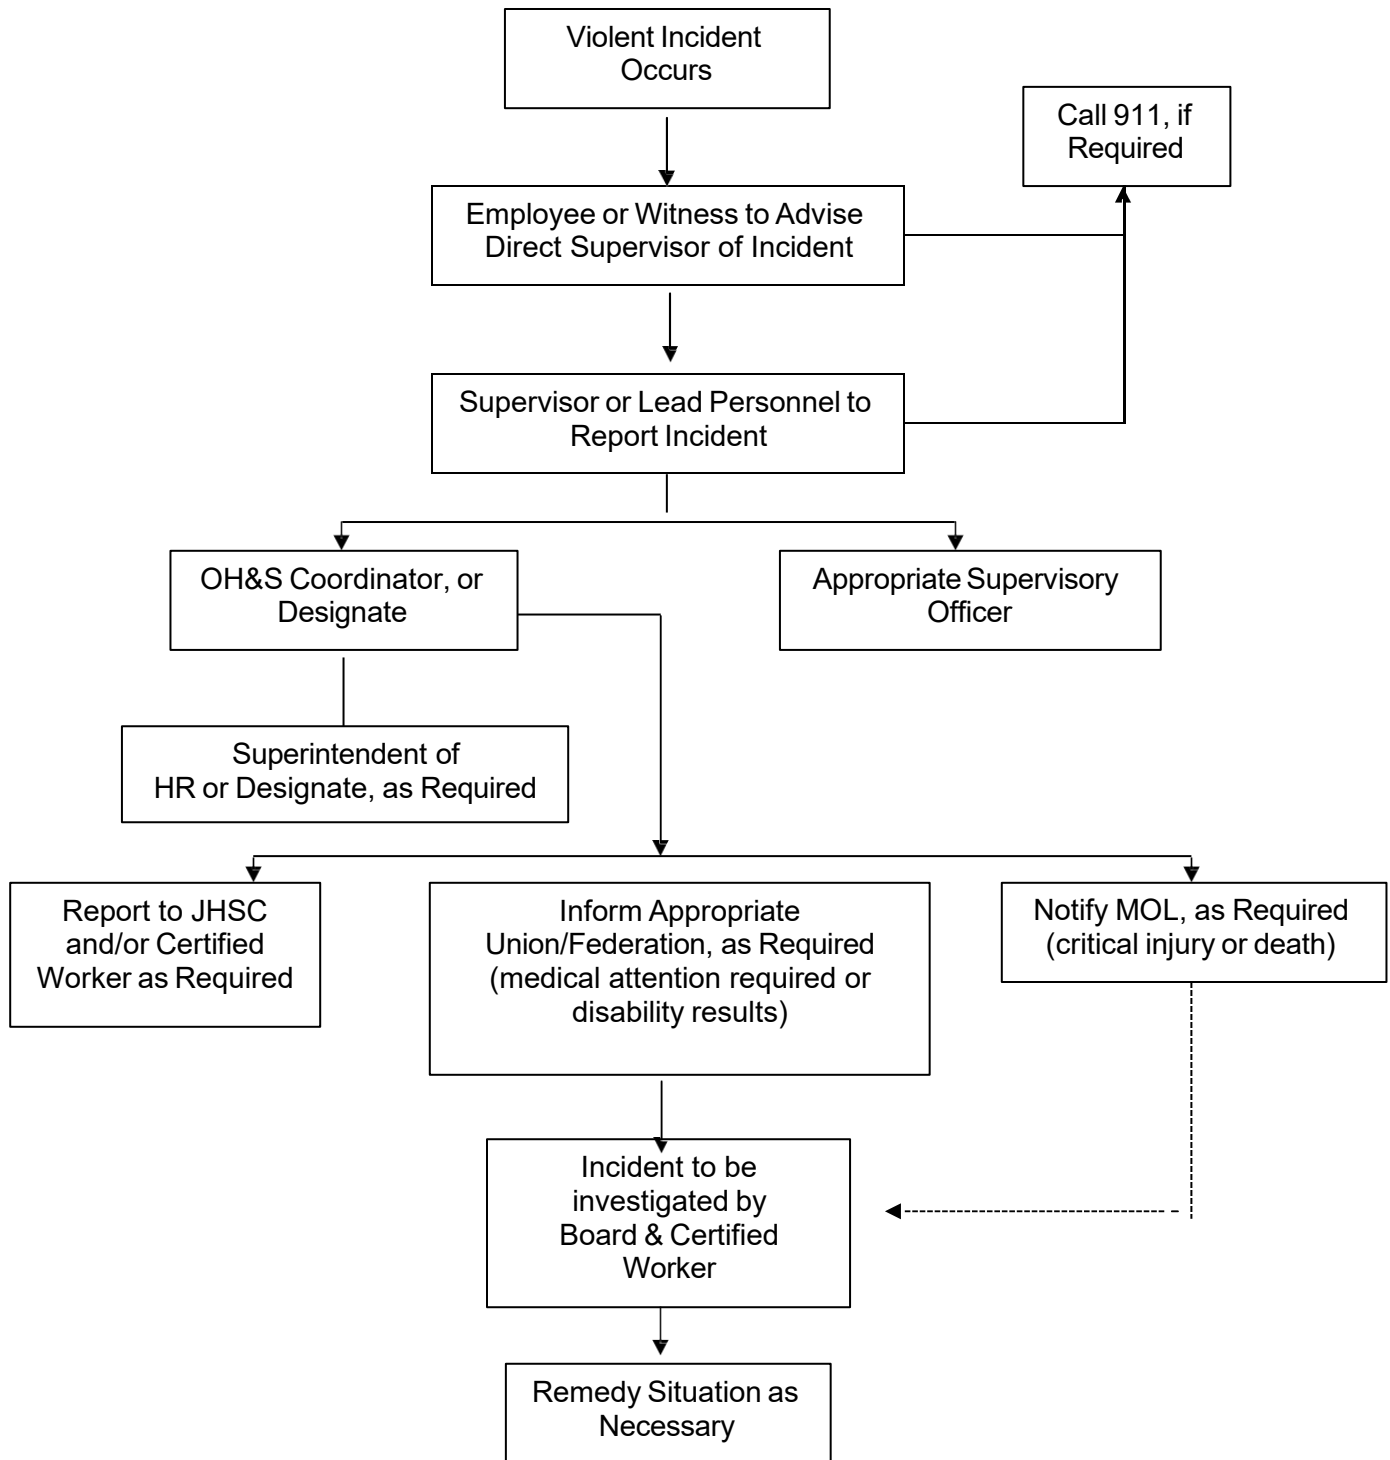 Violent Incident
Occurs
Call 911, if
Required
Employee or Witness to Advise
Direct Supervisor of Incident
Supervisor or Lead Personnel to
Report Incident
OH&S Coordinator, or
Designate
Appropriate Supervisory
Officer
Superintendent of
HR or Designate, as Required
Report to JHSC
and/or Certified
Worker as Required
Inform Appropriate
Union/Federation, as Required
(medical attention required or
disability results)
Notify MOL, as Required
(critical injury or death)
Incident to be
investigated by
Board & Certified
Worker
Remedy Situation as
Necessary